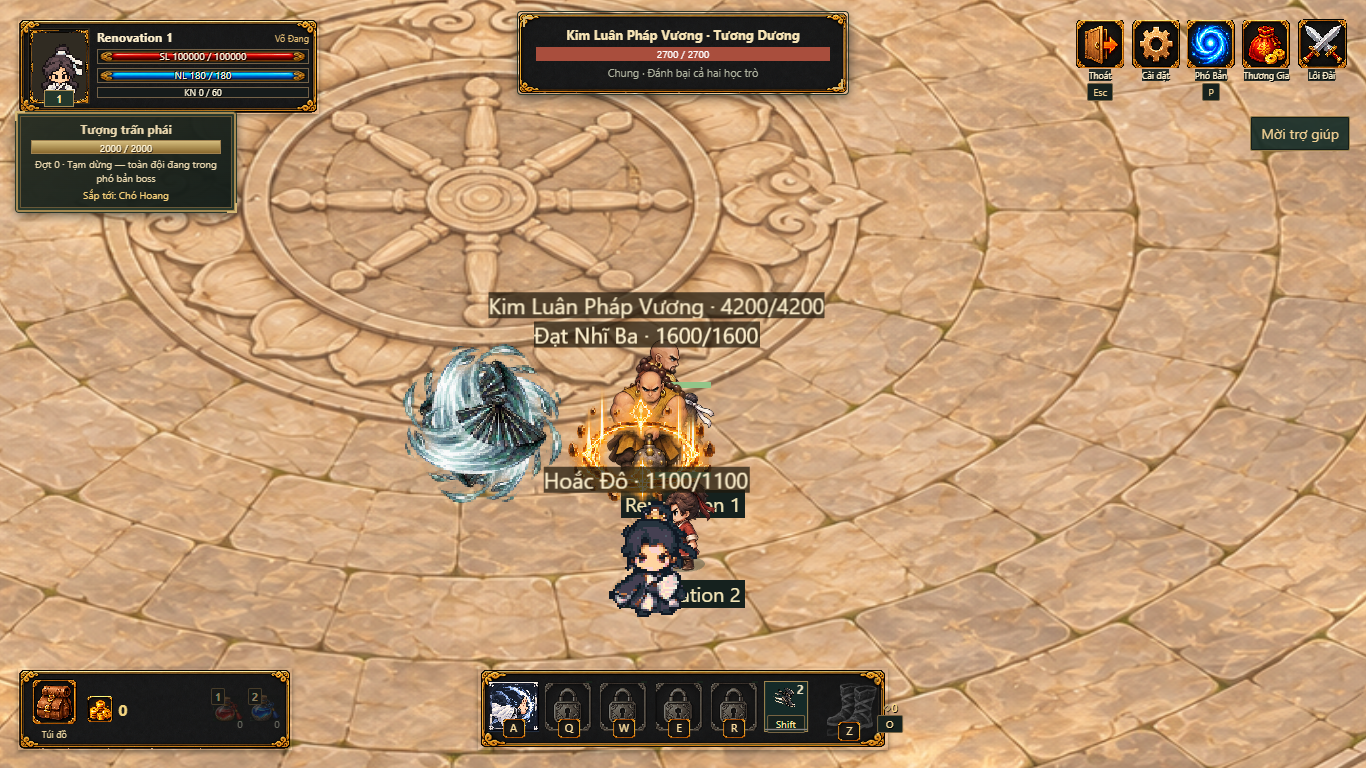 Renovation 1
Võ Đang
SL 100000 / 100000
NL 180 / 180
KN 0 / 60
1
Tượng trấn phái
2000 / 2000
Đợt 0 · Tạm dừng — toàn đội đang trong
phó bản boss
Sắp tới: Chó Hoang
Kim Luân Pháp Vương · Tương Dương
2700 / 2700
Chung · Đánh bại cả hai học trò
Thoát
Cài đặt
Phó Bản
Thương Gia
Lôi Đài
Esc
P
Mời trợ giúp
Kim Luân Pháp Vương · 4200/4200
Đạt Nhĩ Ba · 1600/1600
Hoắc Đô · 1100/1100
1
2
Túi đồ
0
1
0
2
0
A
Q
W
E
R
2
Shift
Z
O